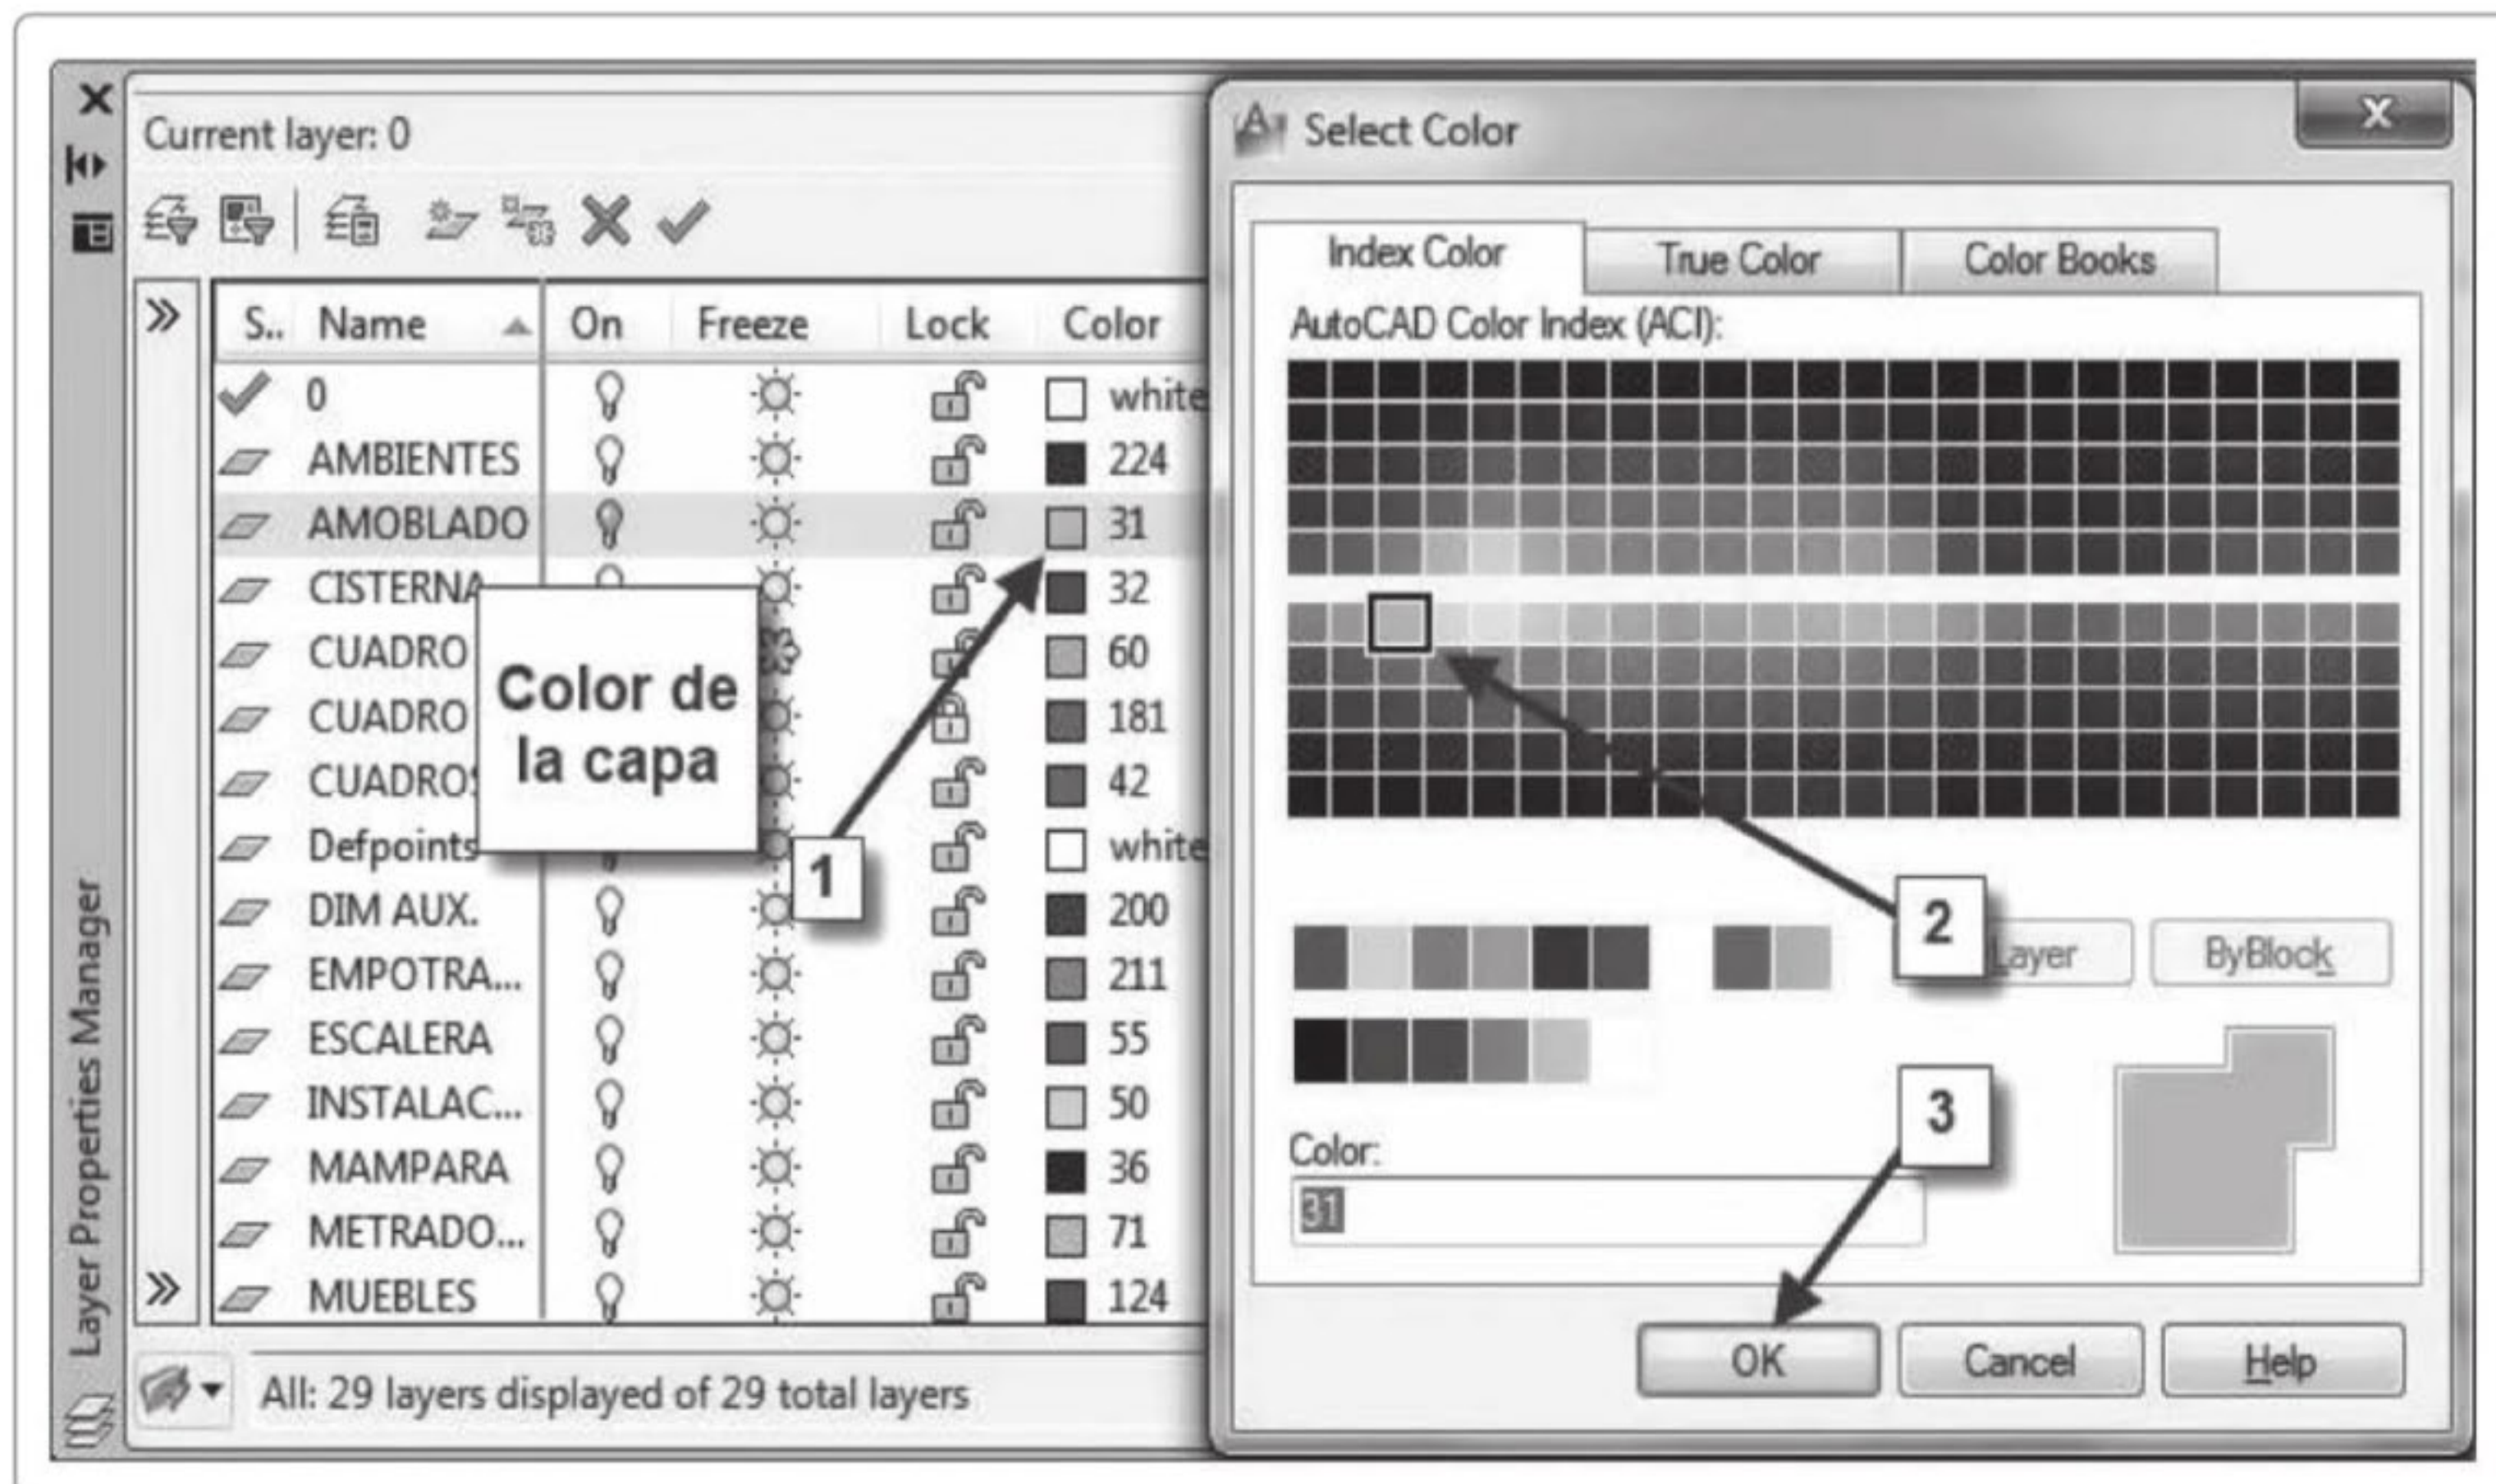 Current layer: 0
S.. Name On Freeze Lock Color
0 white
AMBIENTES 224
AMOBLADO 31
CISTERNA 32
CUADRO 60
CUADRO 181
CUADROS 42
Defpoints white
DIM AUX. 200
EMPOTRA... 211
ESCALERA 55
INSTALAC... 50
MAMPARA 36
METRADO... 71
MUEBLES 124
All: 29 layers displayed of 29 total layers
Layer Properties Manager
Color de
la capa
1
Select Color
Index Color True Color Color Books
AutoCAD Color Index (ACI):
2
Layer ByBlock
3
Color:
31
OK Cancel Help